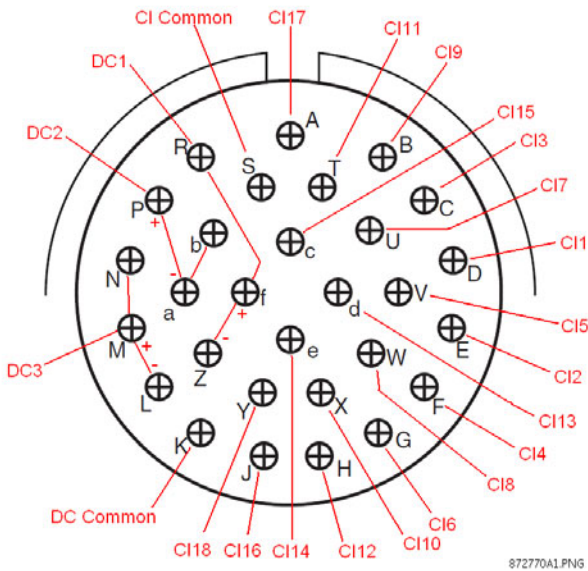 CI Common
CI17
CI11
DC1
CI9
CI15
DC2
CI3
CI7
CI1
A
R
B
S
T
P
C
+
b
c
U
N
D
-
a
f
d
V
+
CI5
M
E
+
-
e
DC3
-
Z
W
CI2
L
F
CI13
Y
X
CI4
K
G
CI8
J
H
DC Common
CI6
CI10
CI18
CI16
CI14
CI12
872770A1.PNG